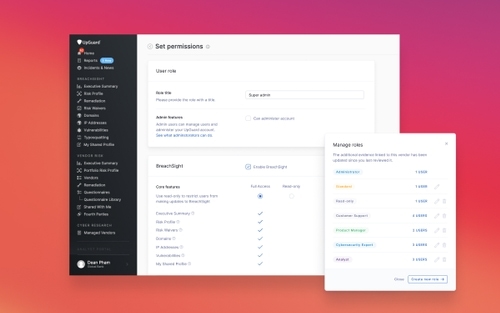 UpGuard
Home
Reports
Incidents & News
BREACHSIGHT
Executive Summary
Risk Profile
Remediation
Risk Waivers
Domains
IP Addresses
Vulnerabilities
Typosquatting
My Shared Profile
VENDOR RISK
Executive Summary
Portfolio Risk Profile
Vendors
Remediation
Questionnaires
Questionnaire Library
Shared With Me
Fourth Parties
CYBER RESEARCH
Managed Vendors
Dean Pham
Set permissions
User role
Role title
Please provide the role with a title.
Super admin
Admin features
Admin users can manage users and
administer your UpGuard account.
See what administrators can do.
Can administer account
BreachSight
Enable BreachSight
Core features
Full Access
Read-only
Use read-only to restrict users from
making updates to BreachSight
Executive Summary
Risk Profile
Risk Waivers
Domains
IP Addresses
Vulnerabilities
My Shared Profile
Manage roles
The additional evidence linked to this vendor has been
updated since you last reviewed it.
Administrators
1 USER
1 USER
Read only
1 USER
Customer Support
2 USERS
Product Manager
2 USERS
Cybersecurity Expert
3 USERS
Analyst
2 USERS
Close
Create new role